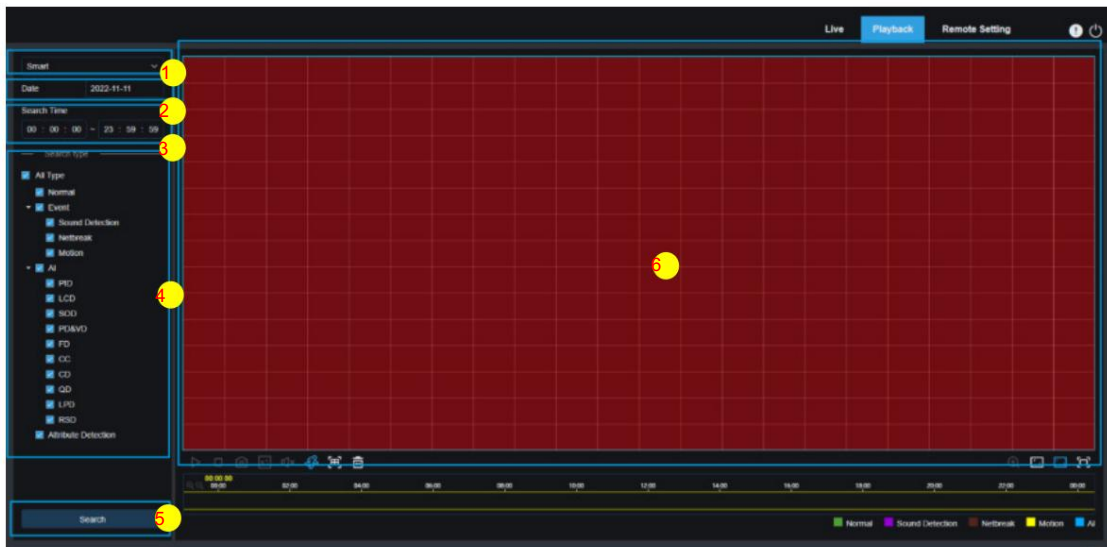 Live Playback Remote Setting
Smart
1
Date 2022-11-11
2
Search Time
00 : 00 : 00 ~ 23 : 59 : 59
3
Search Type
All Type
Normal
Event
Sound Detection
Netbreak
Motion
AI
PID
LCD
4
SOD
PD&VD
FD
CC
CD
QD
LPD
RSD
Attribute Detection
6
00:00:00
00:00 02:00 04:00 06:00 08:00 10:00 12:00 14:00 16:00 18:00 20:00 22:00 00:00
Search 5
Normal Sound Detection Netbreak Motion AI